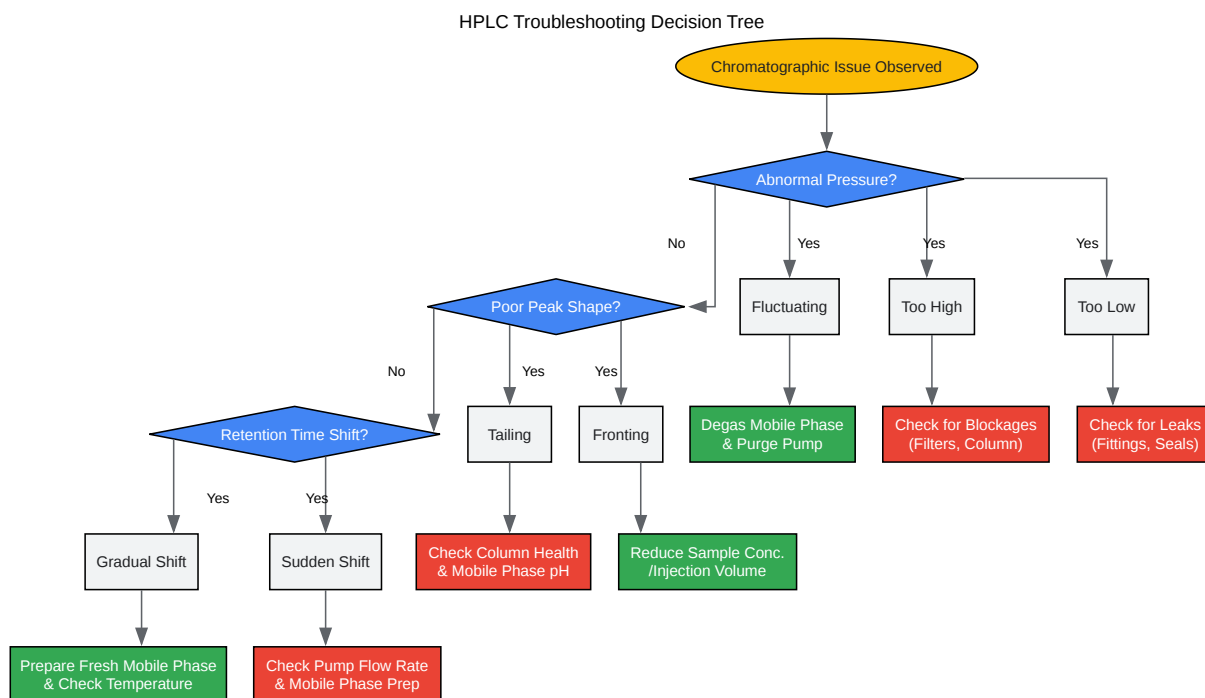 HPLC Troubleshooting Decision Tree
Chromatographic Issue Observed
Abnormal Pressure?
No
Yes
Yes
Yes
Poor Peak Shape?
Fluctuating
Too High
Too Low
No
Yes
Yes
Retention Time Shift?
Tailing
Fronting
Degas Mobile Phase
& Purge Pump
Check for Blockages
(Filters, Column)
Check for Leaks
(Fittings, Seals)
Yes
Yes
Gradual Shift
Sudden Shift
Check Column Health
& Mobile Phase pH
Reduce Sample Conc.
/Injection Volume
Prepare Fresh Mobile Phase
& Check Temperature
Check Pump Flow Rate
& Mobile Phase Prep